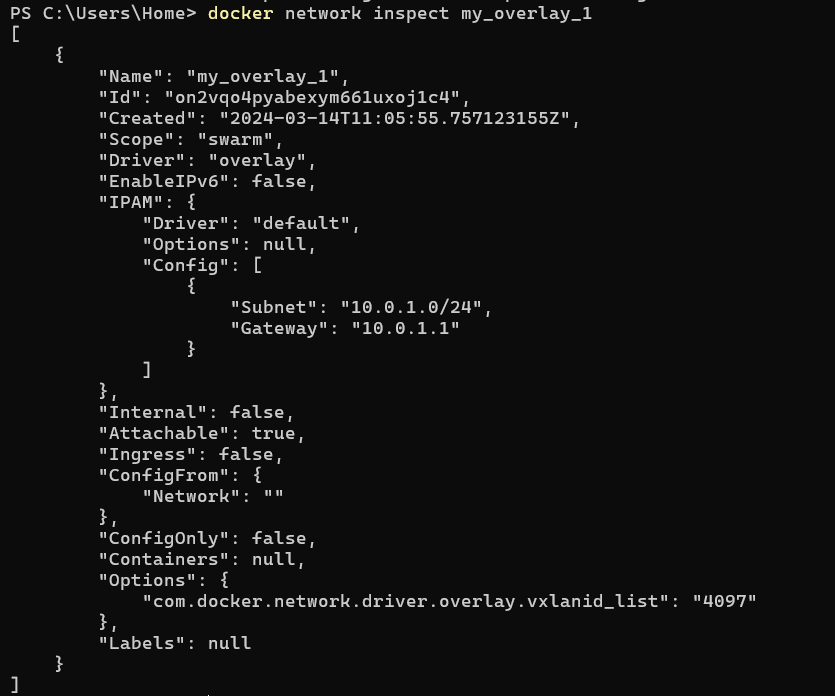 PS C:\Users\Home> docker network inspect my_overlay_1
[
    {
        "Name": "my_overlay_1",
        "Id": "on2vqo4pyabexym661uxoj1c4",
        "Created": "2024-03-14T11:05:55.757123155Z",
        "Scope": "swarm",
        "Driver": "overlay",
        "EnableIPv6": false,
        "IPAM": {
            "Driver": "default",
            "Options": null,
            "Config": [
                {
                    "Subnet": "10.0.1.0/24",
                    "Gateway": "10.0.1.1"
                }
            ]
        },
        "Internal": false,
        "Attachable": true,
        "Ingress": false,
        "ConfigFrom": {
            "Network": ""
        },
        "ConfigOnly": false,
        "Containers": null,
        "Options": {
            "com.docker.network.driver.overlay.vxlanid_list": "4097"
        },
        "Labels": null
    }
]